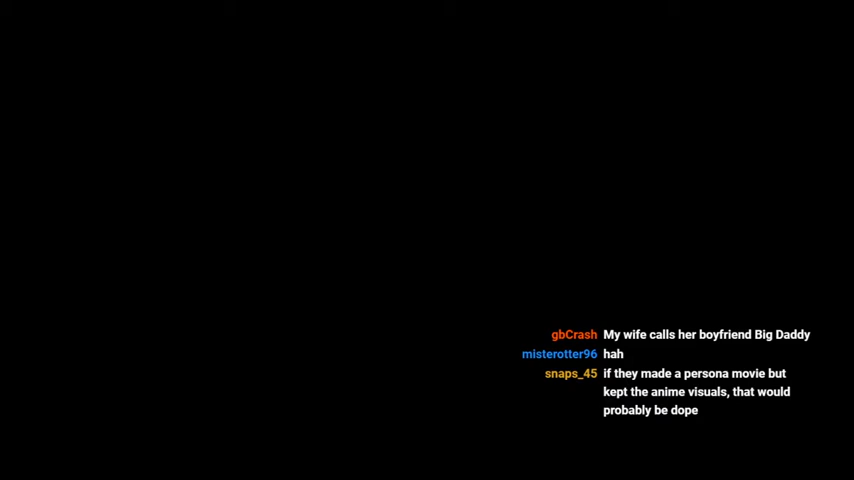 gbCrash My wife calls her boyfriend Big Daddy
misterotter96 hah
snaps_45 if they made a persona movie but
kept the anime visuals, that would
probably be dope